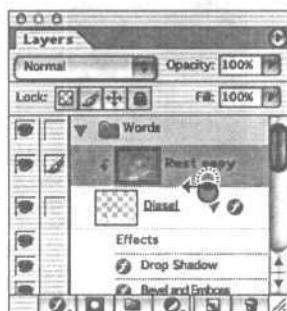 Layers
Normal Opacity: 100%
Lock: Fill: 100%
Words
Rest easy
Diesel
Effects
Drop Shadow
Bevel and Emboss